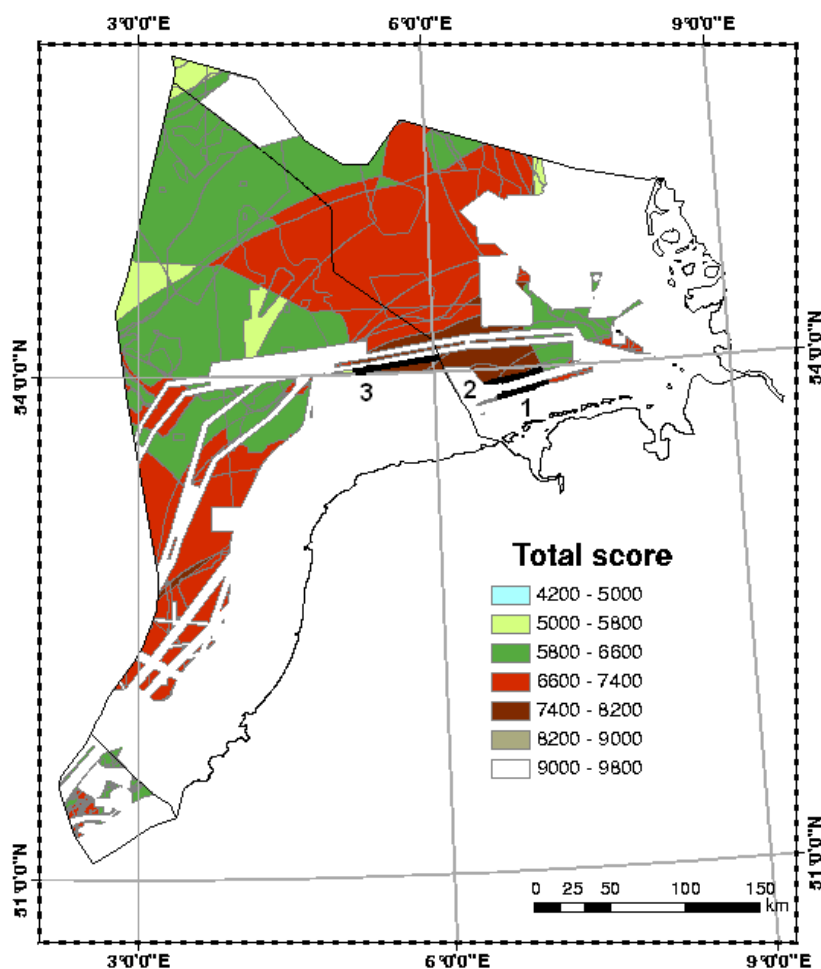 3°0'0"E 6°0'0"E 9°0'0"E
54°0'0"N 54°0'0"N
3 2
1
Total score
4200 - 5000
5000 - 5800
5800 - 6600
6600 - 7400
7400 - 8200
8200 - 9000
9000 - 9800
51°0'0"N 51°0'0"N
0 25 50 100 150
km
3°0'0"E 6°0'0"E 9°0'0"E